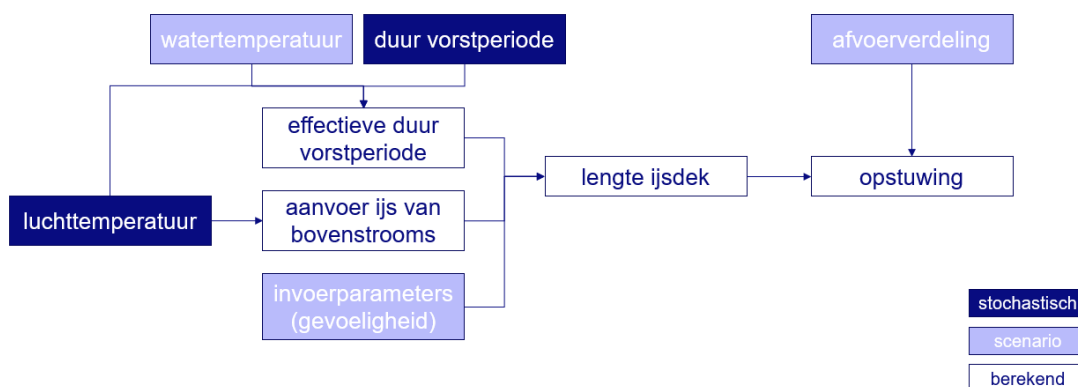 watertemperatuur
duur vorstperiode
afvoerverdeling
effectieve duur
vorstperiode
lengte ijsdek
opstuwing
luchttemperatuur
aanvoer ijs van
bovenstrooms
invoerparameters
(gevoeligheid)
stochastisch
scenario
berekend